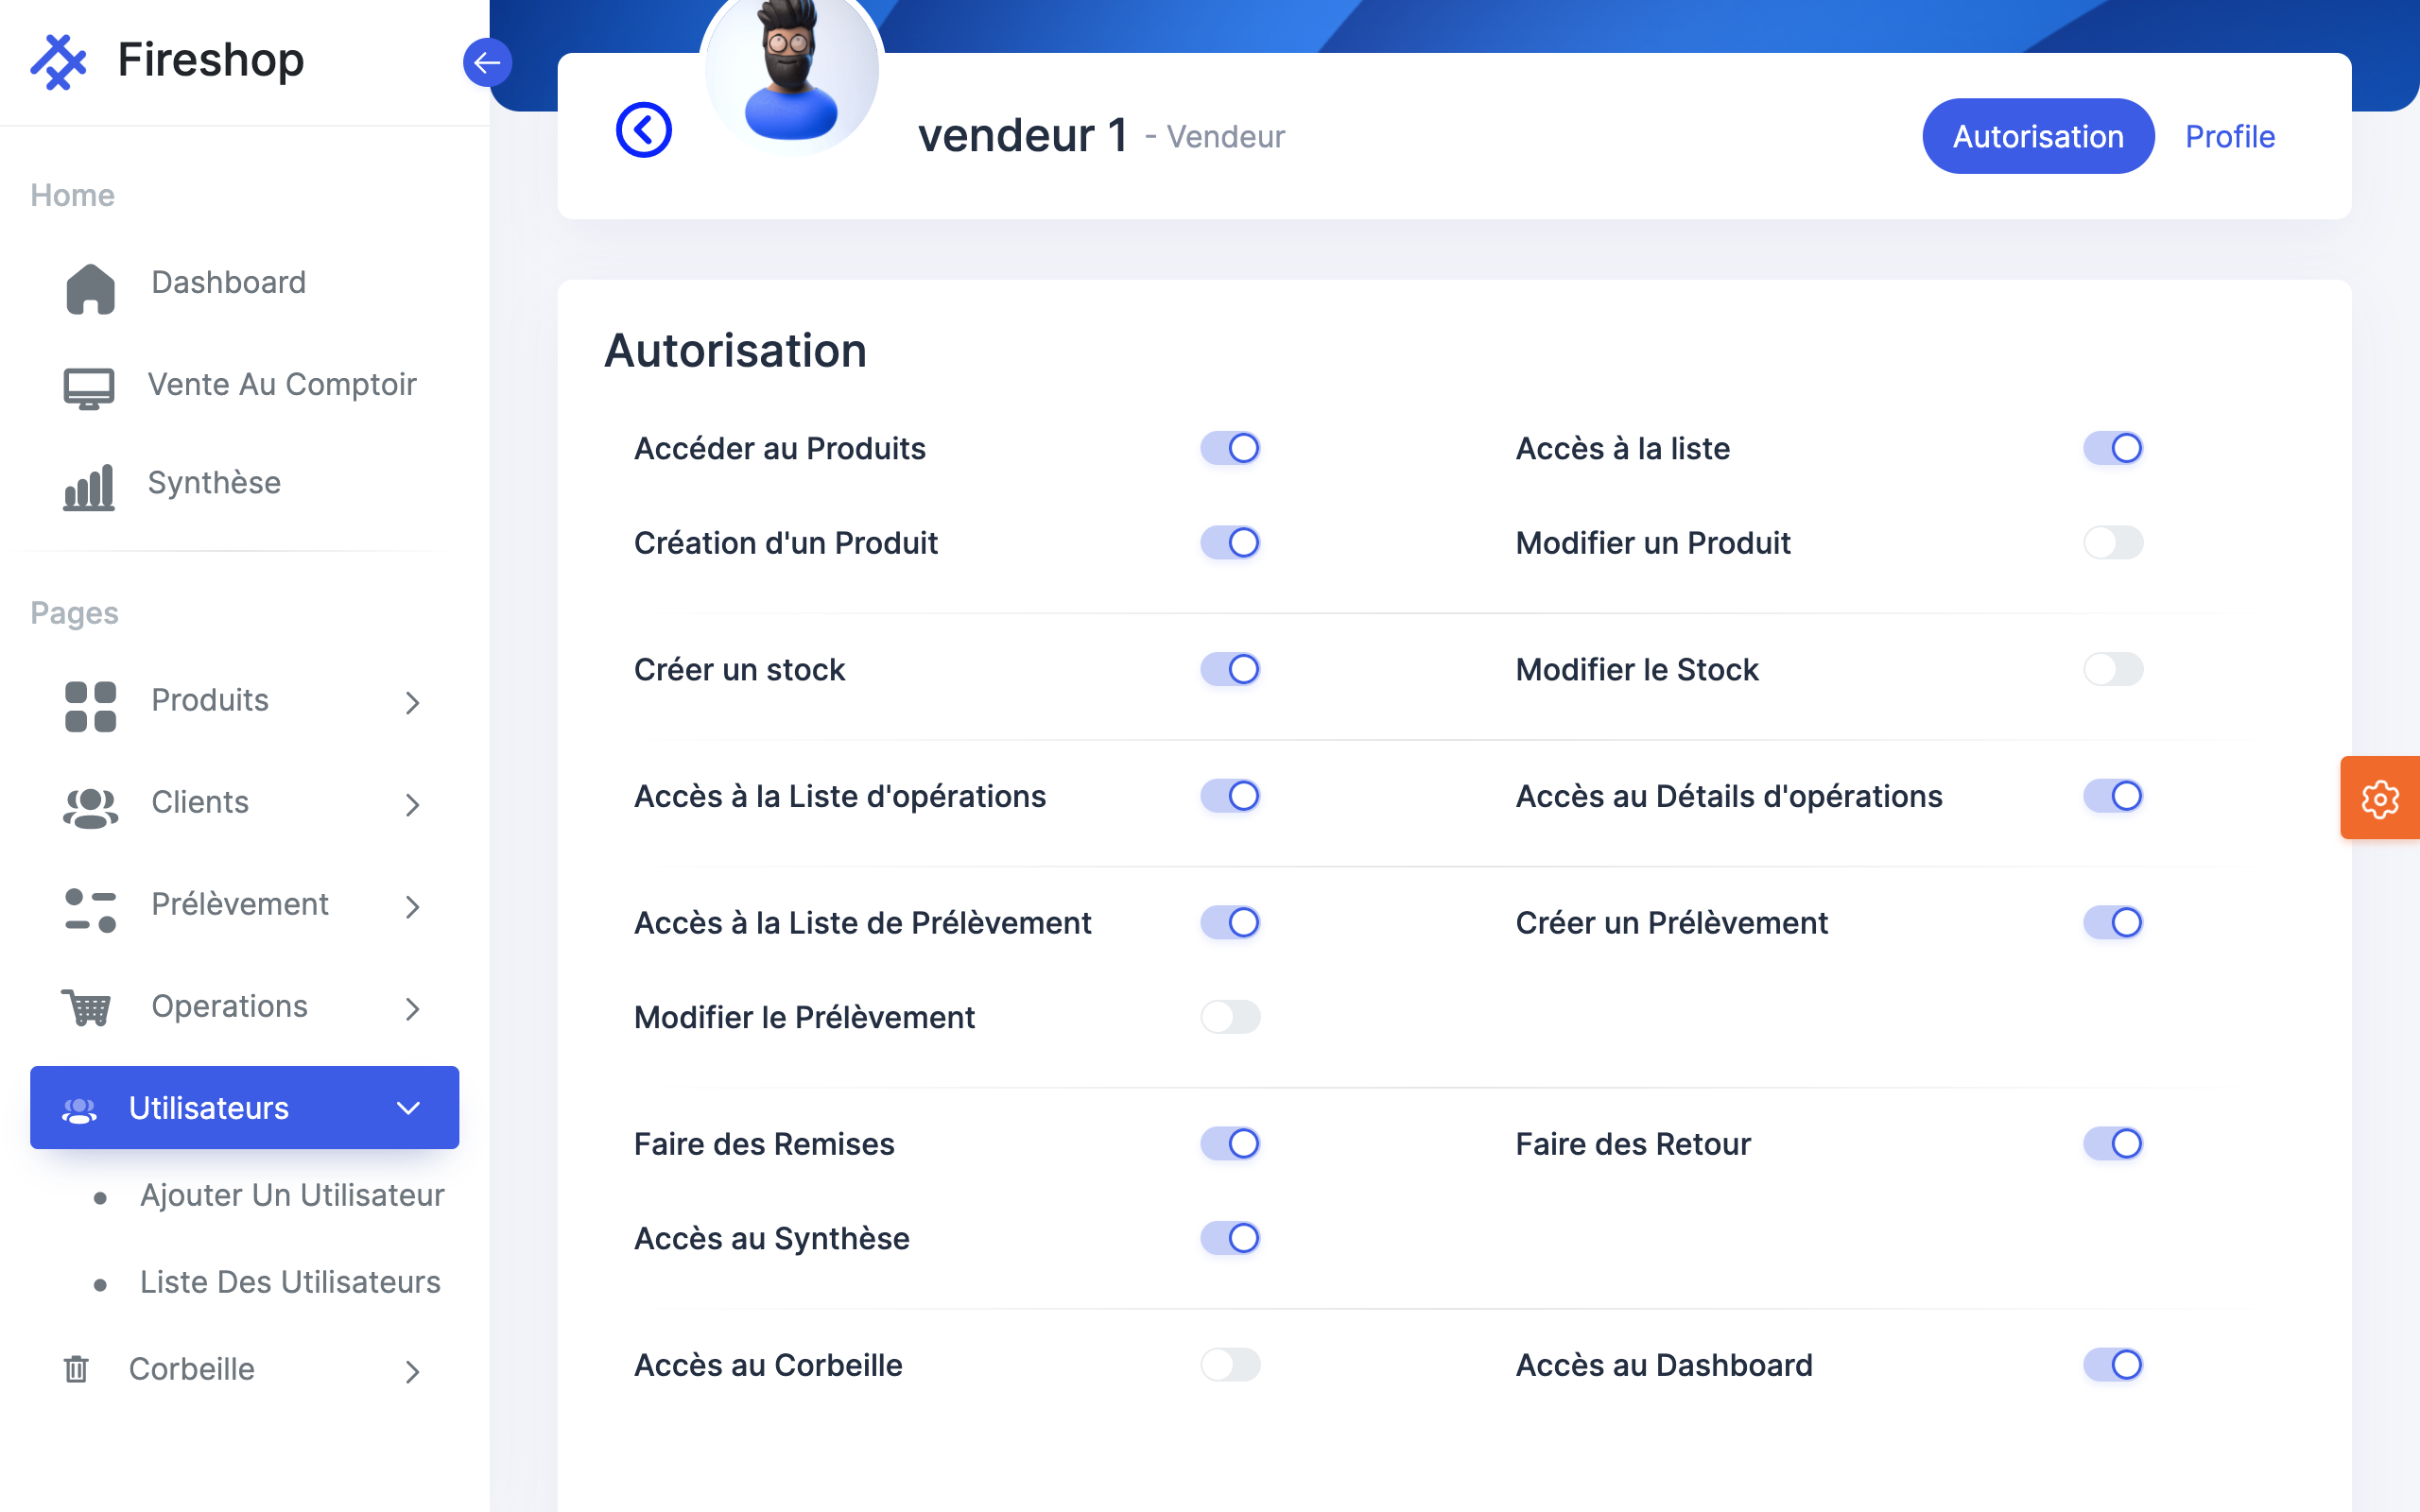 Fireshop
Home
Dashboard
Vente Au Comptoir
Synthèse
Pages
Produits
Clients
Prélèvement
Operations
Utilisateurs
Ajouter Un Utilisateur
Liste Des Utilisateurs
Corbeille
vendeur 1 - Vendeur
Autorisation
Profile
Autorisation
Accéder au Produits
Accès à la liste
Création d'un Produit
Modifier un Produit
Créer un stock
Modifier le Stock
Accès à la Liste d'opérations
Accès au Détails d'opérations
Accès à la Liste de Prélèvement
Créer un Prélèvement
Modifier le Prélèvement
Faire des Remises
Faire des Retour
Accès au Synthèse
Accès au Corbeille
Accès au Dashboard